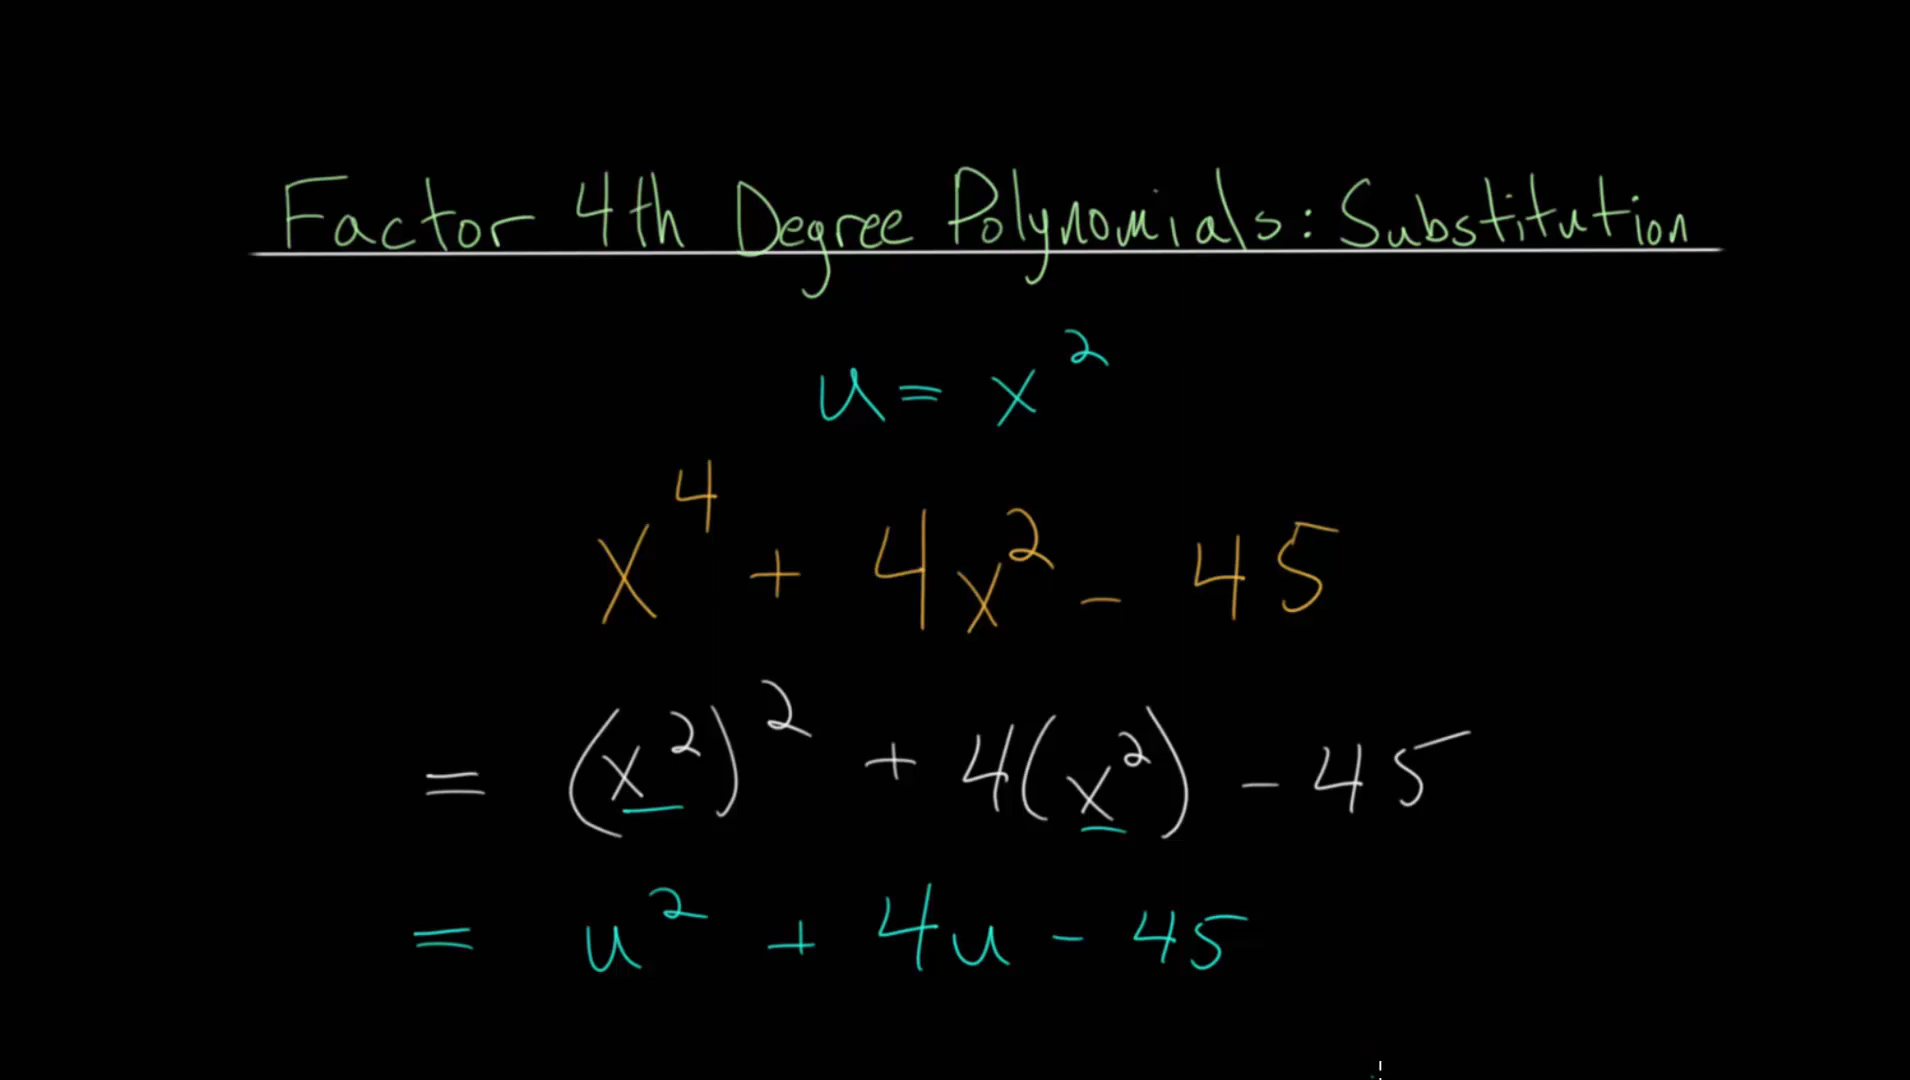 Factor 4th Degree Polynomials: Substitution
u = x²
x⁴ + 4x² - 45
= (x²)² + 4(x²) - 45
= u² + 4u - 45